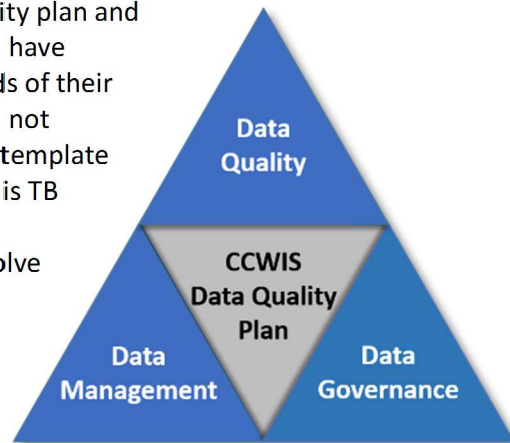 ity plan and
have
ds of their
not
template
is TB
olve
Data
Quality
CCWIS
Data Quality
Plan
Data
Management
Data
Governance